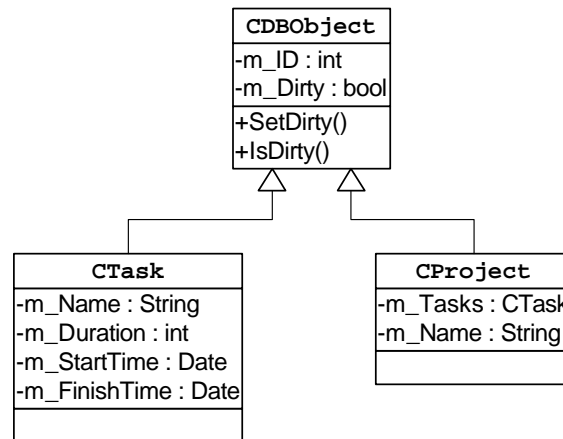 CDBObject
-m_ID : int
-m_Dirty : bool
+SetDirty()
+IsDirty()
CTask
-m_Name : String
-m_Duration : int
-m_StartTime : Date
-m_FinishTime : Date
CProject
-m_Tasks : CTask
-m_Name : String